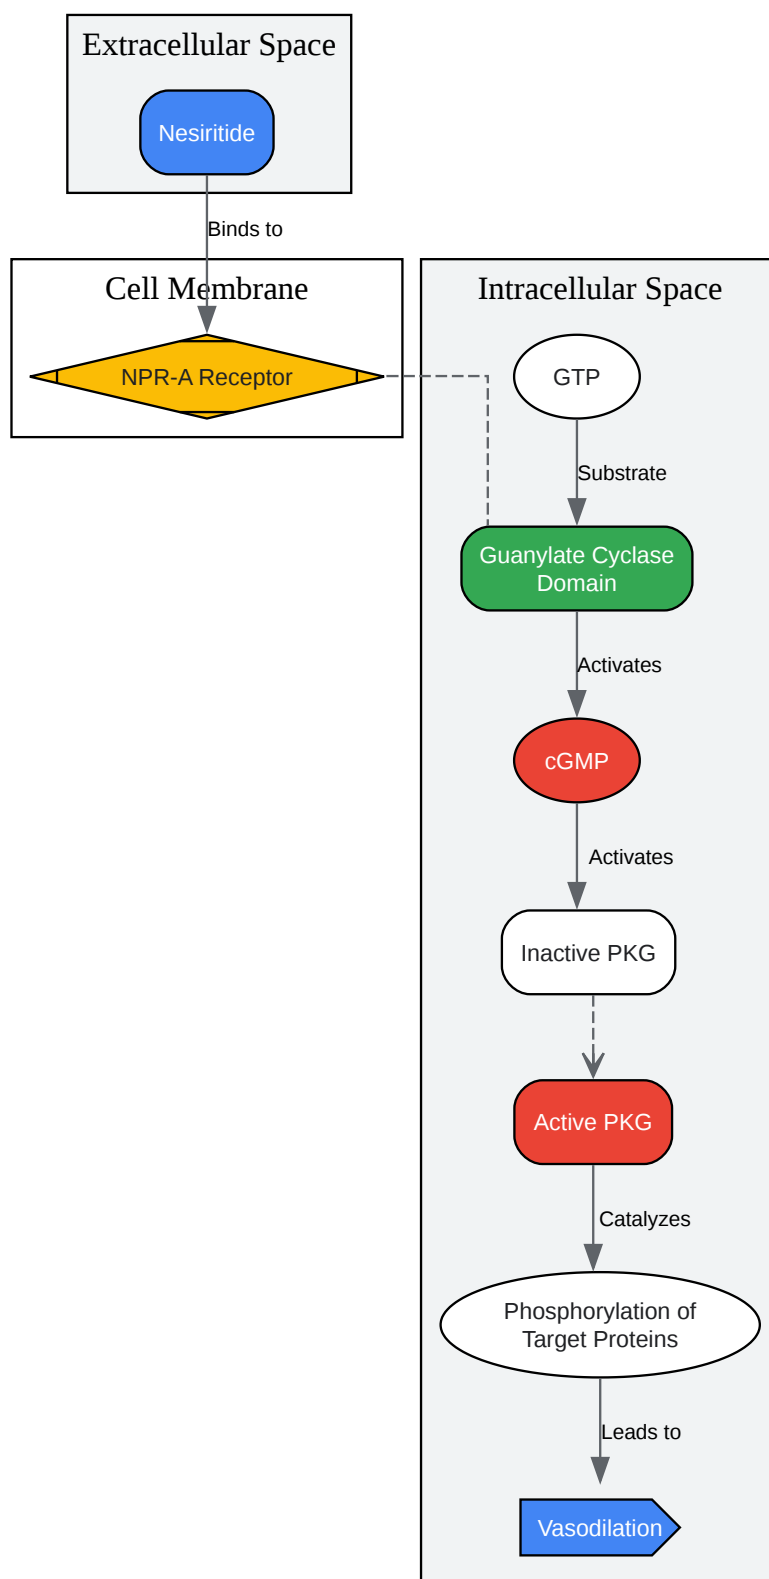 Extracellular Space
Nesiritide
Binds to
Cell Membrane
NPR-A Receptor
Intracellular Space
GTP
Substrate
Guanylate Cyclase
Domain
Activates
cGMP
Activates
Inactive PKG
Active PKG
Catalyzes
Phosphorylation of
Target Proteins
Leads to
Vasodilation